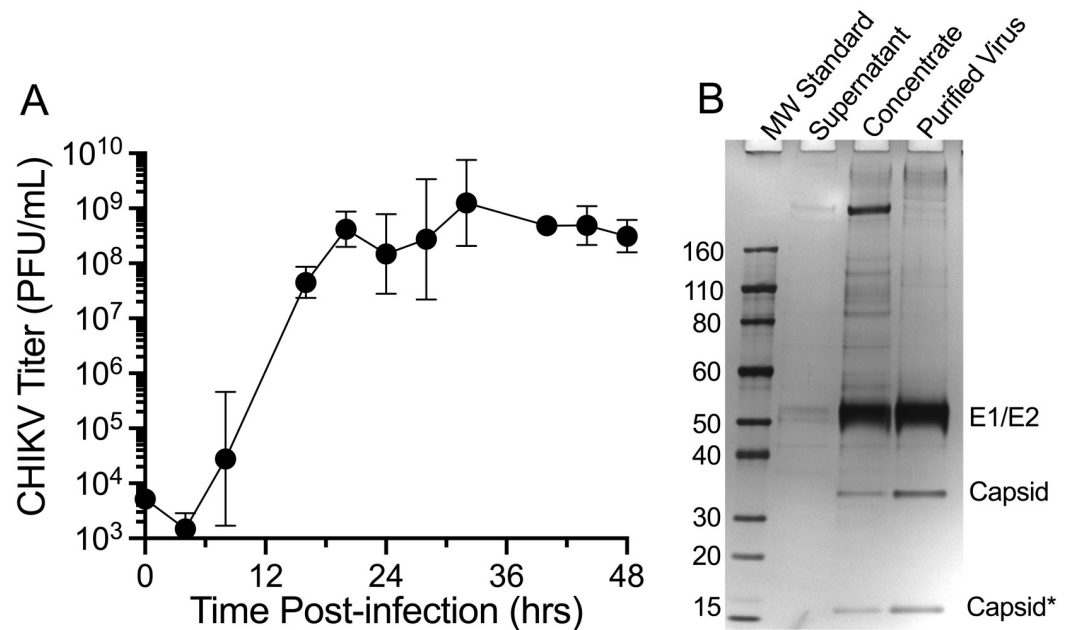 A
CHIKV Titer (PFU/mL)
10^10
10^9
10^8
10^7
10^6
10^5
10^4
10^3
0 12 24 36 48
Time Post-infection (hrs)
B
MW Standard
Supernatant
Concentrate
Purified Virus
160
110
80
60
50
40
30
20
15
E1/E2
Capsid
Capsid*